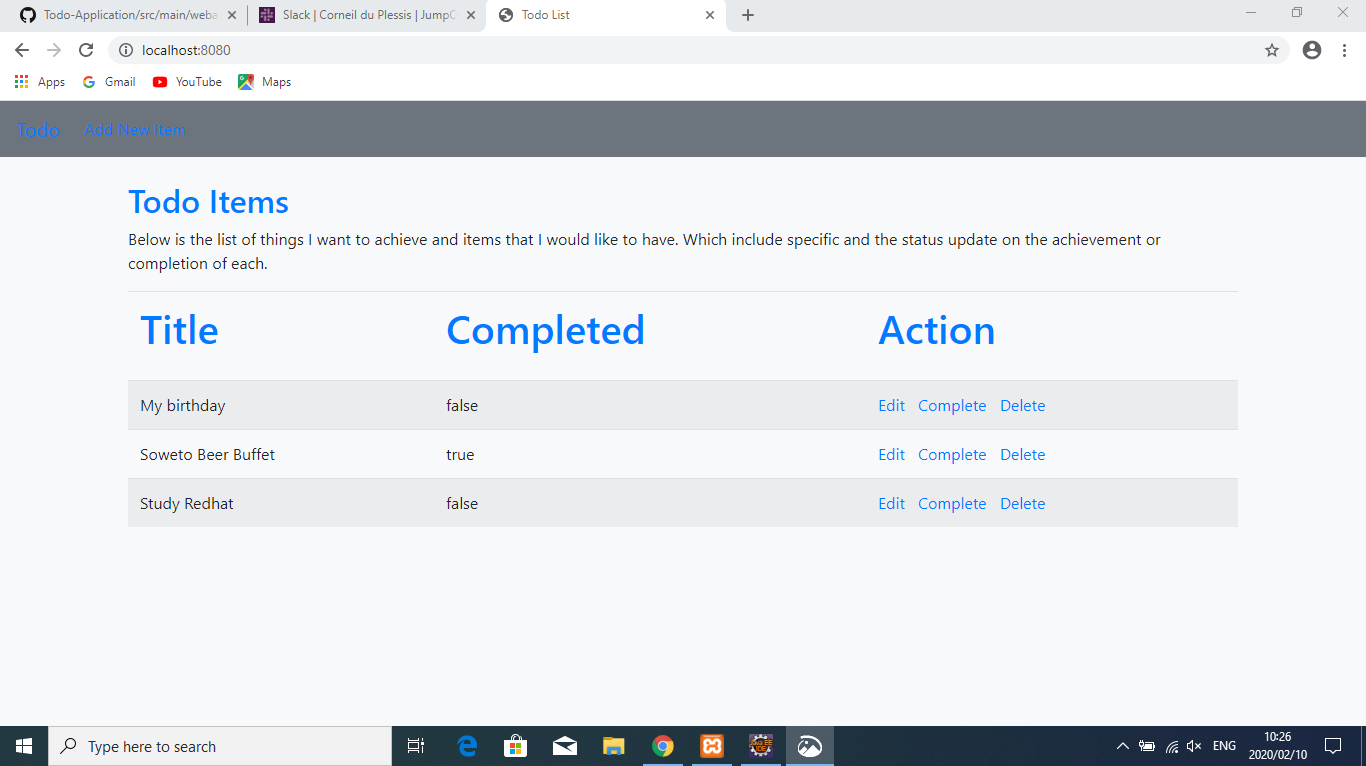 Todo-Application/src/main/weba
Slack | Corneil du Plessis | JumpC
Todo List
localhost:8080
Apps Gmail YouTube Maps
Todo Add New Item
Todo Items
Below is the list of things I want to achieve and items that I would like to have. Which include specific and the status update on the achievement or
completion of each.
Title Completed Action
My birthday false Edit Complete Delete
Soweto Beer Buffet true Edit Complete Delete
Study Redhat false Edit Complete Delete
Type here to search
ENG
10:26
2020/02/10